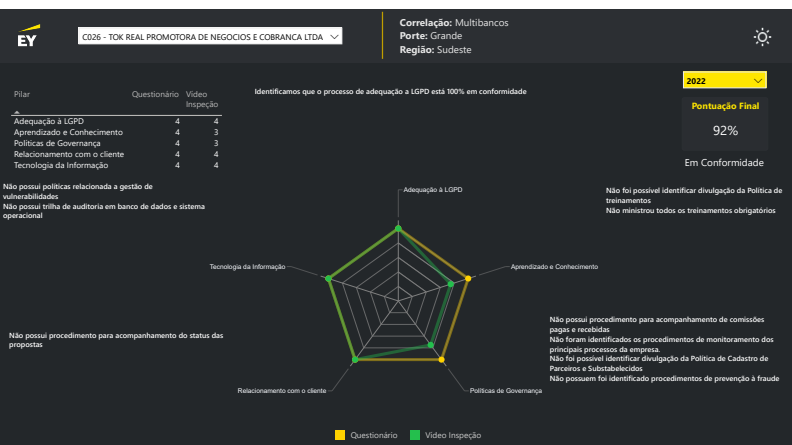 EY
C026 - TOK REAL PROMOTORA DE NEGOCIOS E COBRANCA LTDA
Correlação: Multibancos
Porte: Grande
Região: Sudeste
Pilar Questionário Video
Inspeção
Adequação à LGPD 4 4
Aprendizado e Conhecimento 4 3
Políticas de Governança 4 3
Relacionamento com o cliente 4 4
Tecnologia da Informação 4 4
Identificamos que o processo de adequação a LGPD está 100% em conformidade
2022
Pontuação Final
92%
Em Conformidade
Não possui políticas relacionada a gestão de
vulnerabilidades
Não possui trilha de auditoria em banco de dados e sistema
operacional
Adequação à LGPD
Não foi possível identificar divulgação da Política de
treinamentos
Não ministrou todos os treinamentos obrigatórios
Tecnologia da Informação
Aprendizado e Conhecimento
Não possui procedimento para acompanhamento do status das
propostas
Não possui procedimento para acompanhamento de comissões
pagas e recebidas
Não foram identificados os procedimentos de monitoramento dos
principais processos da empresa.
Não foi possível identificar divulgação da Política de Cadastro de
Parceiros e Substabelecidos
Não possuem foi identificado procedimentos de prevenção à fraude
Relacionamento com o cliente
Políticas de Governança
Questionário Video Inspeção